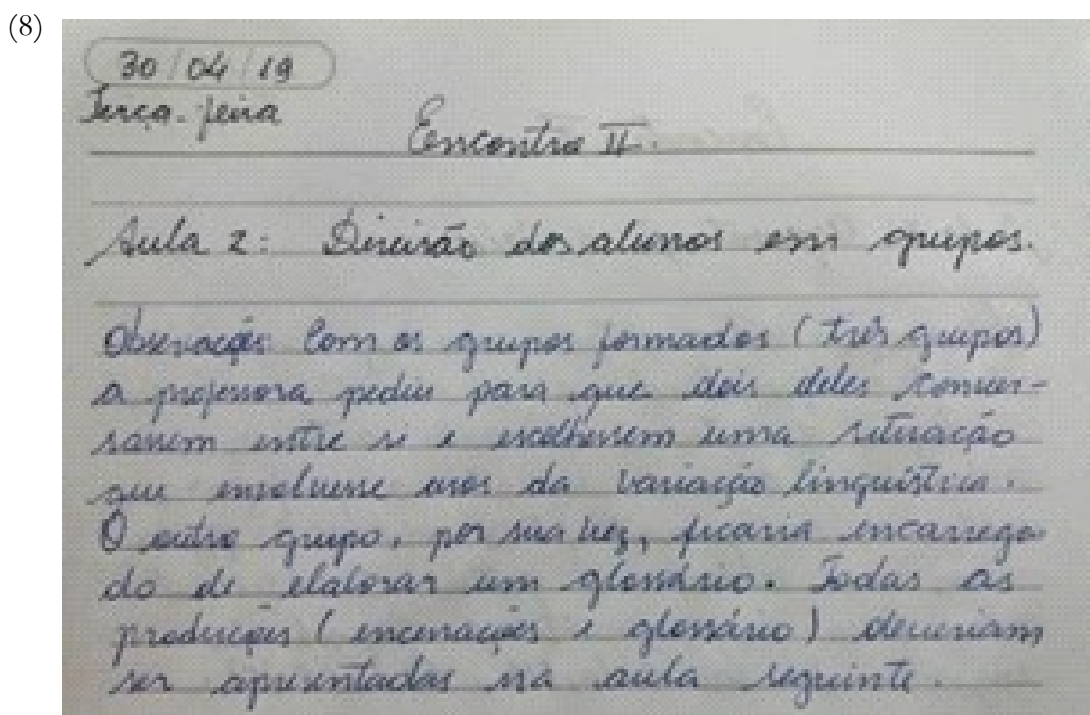 (8)
30/04/19
Terça-feira
Encontro II.
Aula 2: Divisão dos alunos em grupos.
Observação: Com os grupos formados (três grupos)
a professora pediu para que dois deles conver-
sassem entre si e escolhessem uma situação
que envolvesse usos da variação linguística.
O outro grupo, por sua vez, ficaria encarrega-
do de elaborar um glossário. Todas as
produções (encenações e glossário) deveriam
ser apresentadas na aula seguinte.